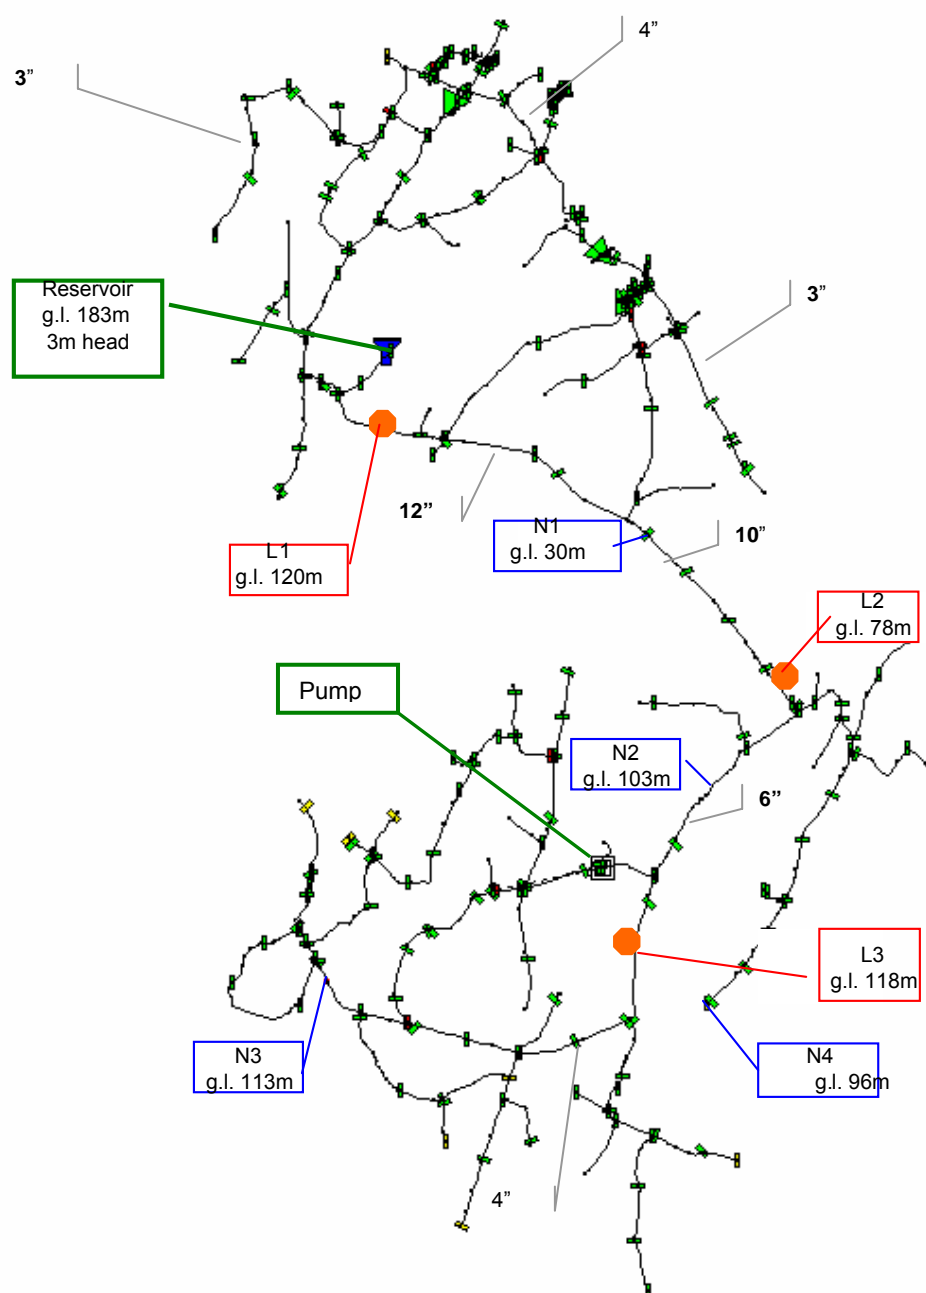 4”
3”
Reservoir
g.l. 183m
3m head
3”
12”
N1
g.l. 30m
10”
L1
g.l. 120m
L2
g.l. 78m
Pump
N2
g.l. 103m
6”
L3
g.l. 118m
N3
g.l. 113m
N4
g.l. 96m
4”